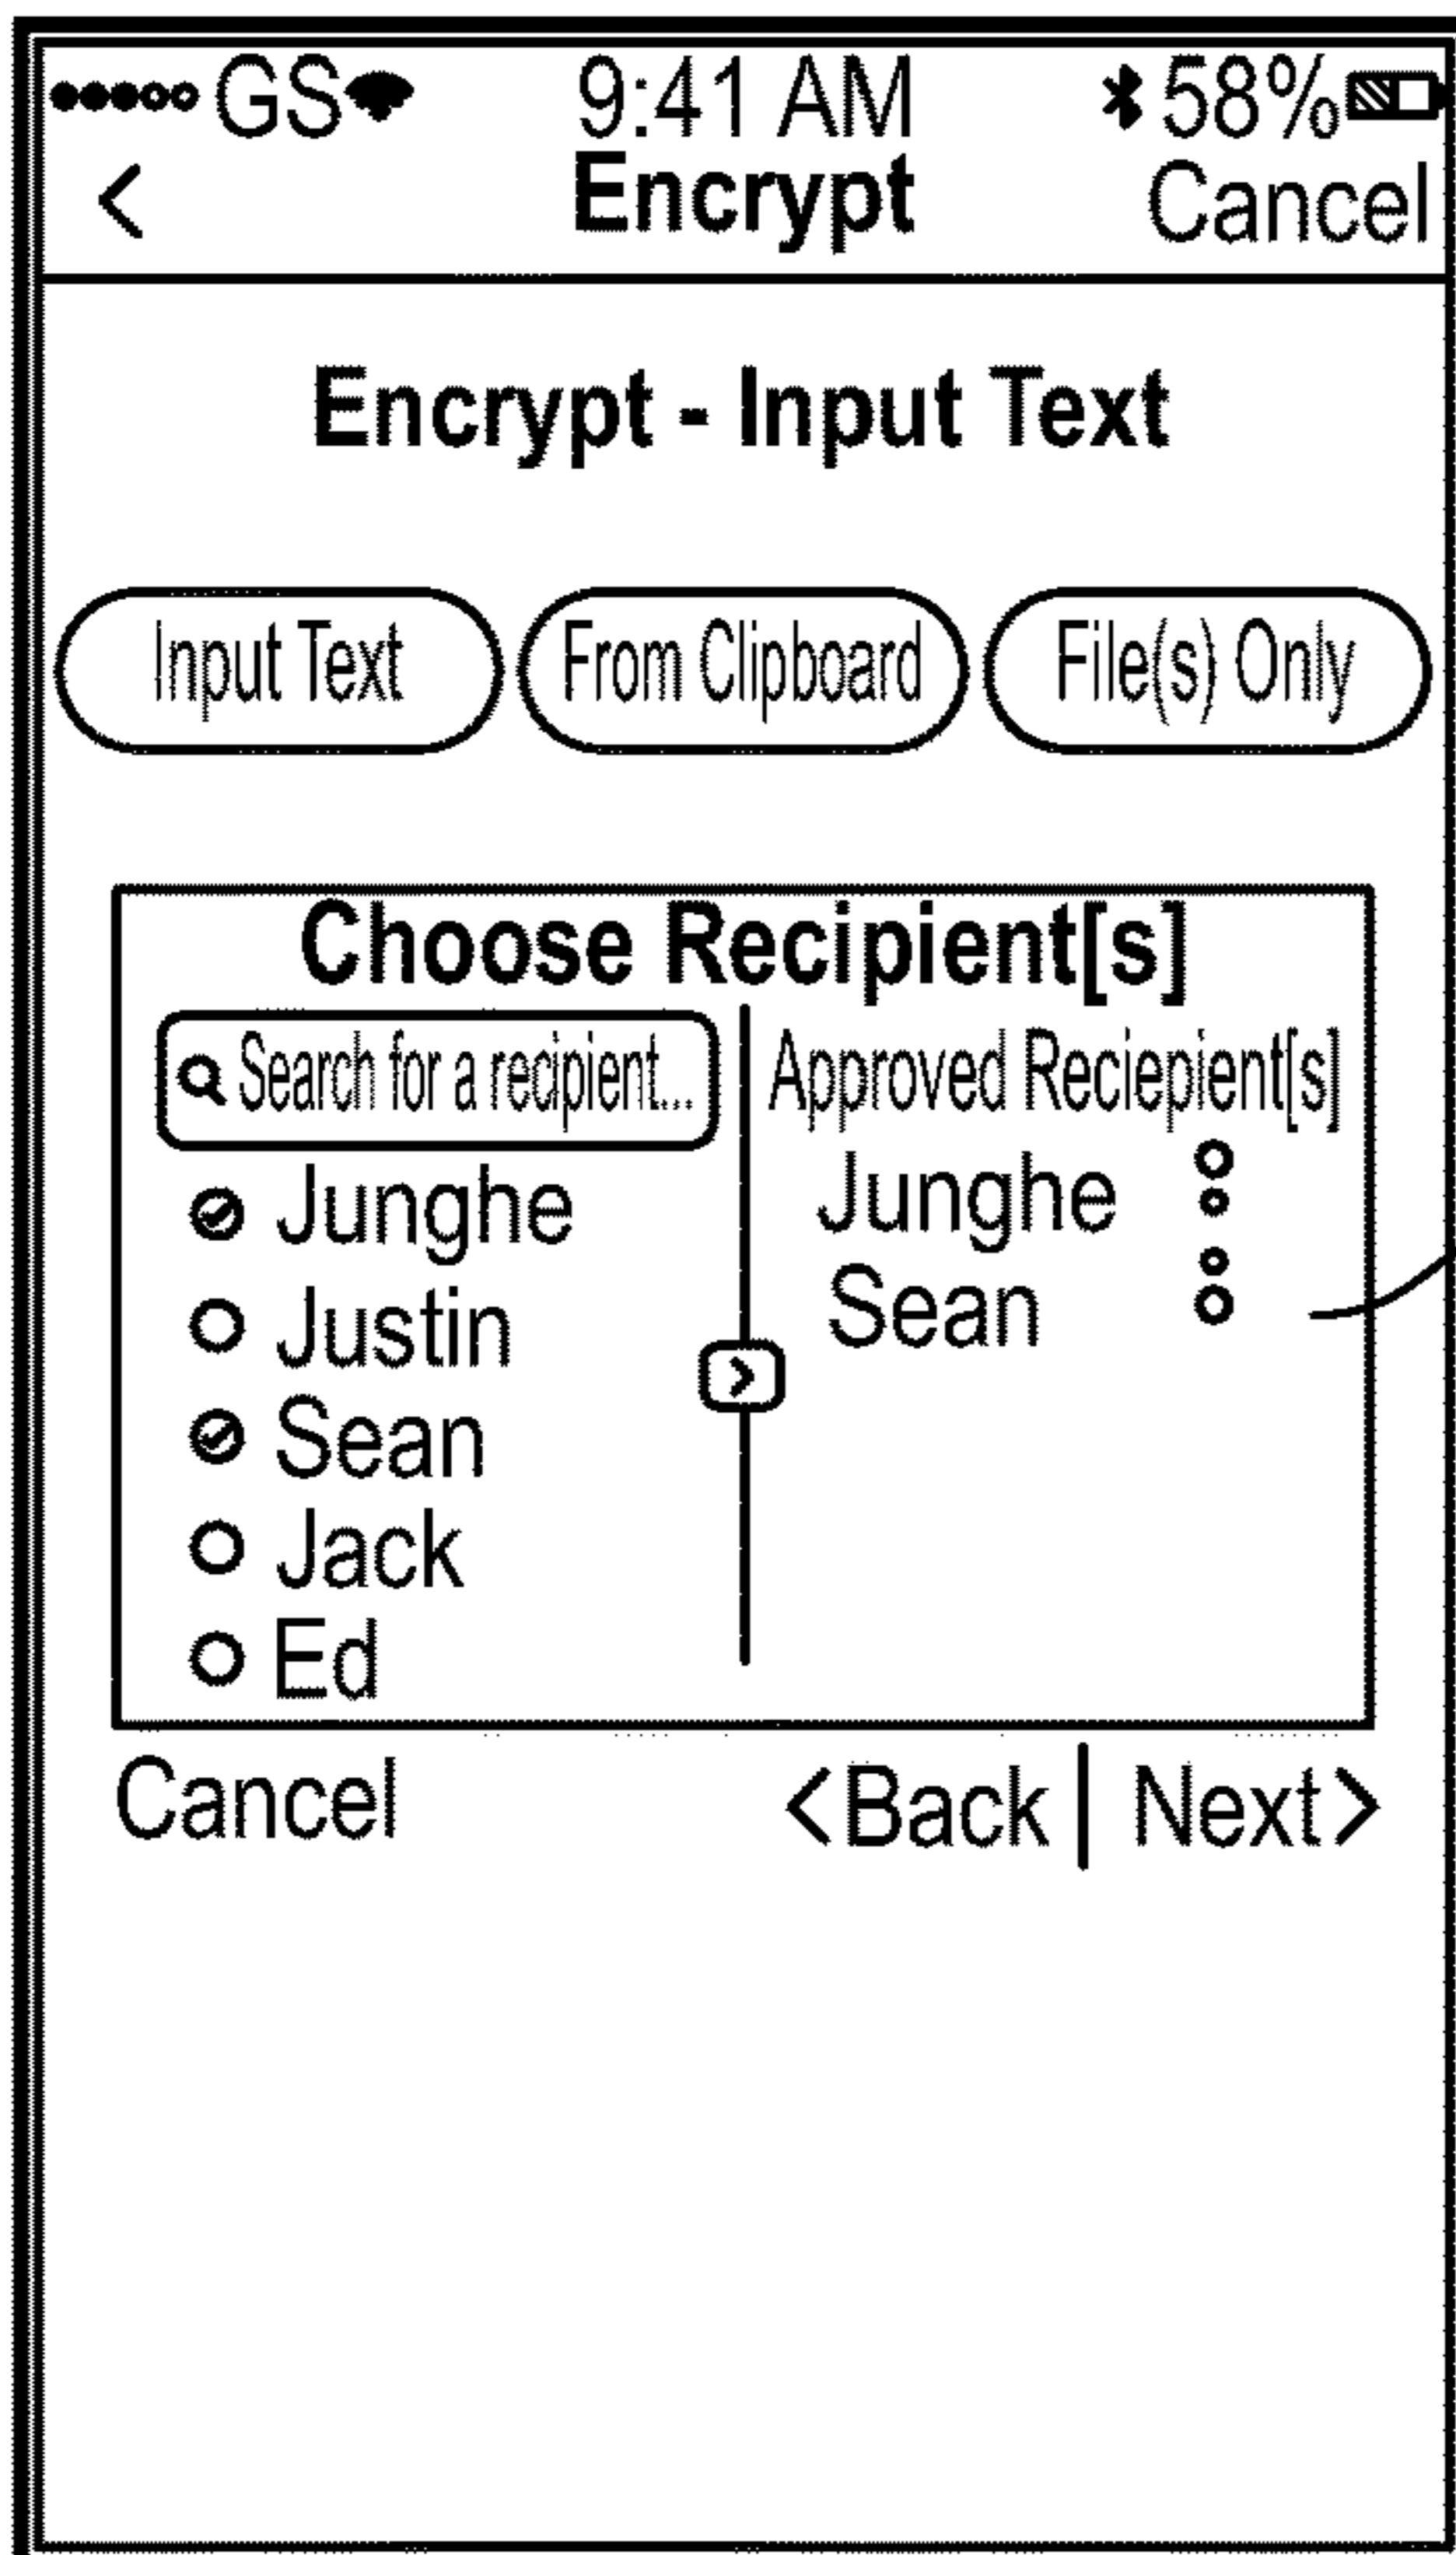 GS 9:41 AM 58%
< Encrypt Cancel
Encrypt - Input Text
Input Text From Clipboard File(s) Only
Choose Recipient[s]
Search for a recipient... Approved Reciepient[s]
Junghe Junghe
Justin Sean
Sean >
Jack
Ed
Cancel <Back | Next>